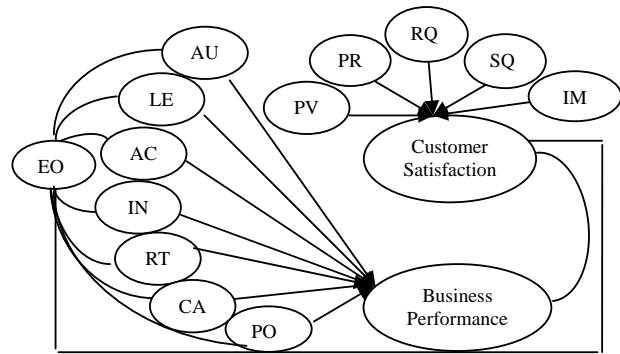 AU
RQ
PR
SQ
LE
PV
IM
AC
Customer
Satisfaction
EO
IN
RT
CA
Business
Performance
PO